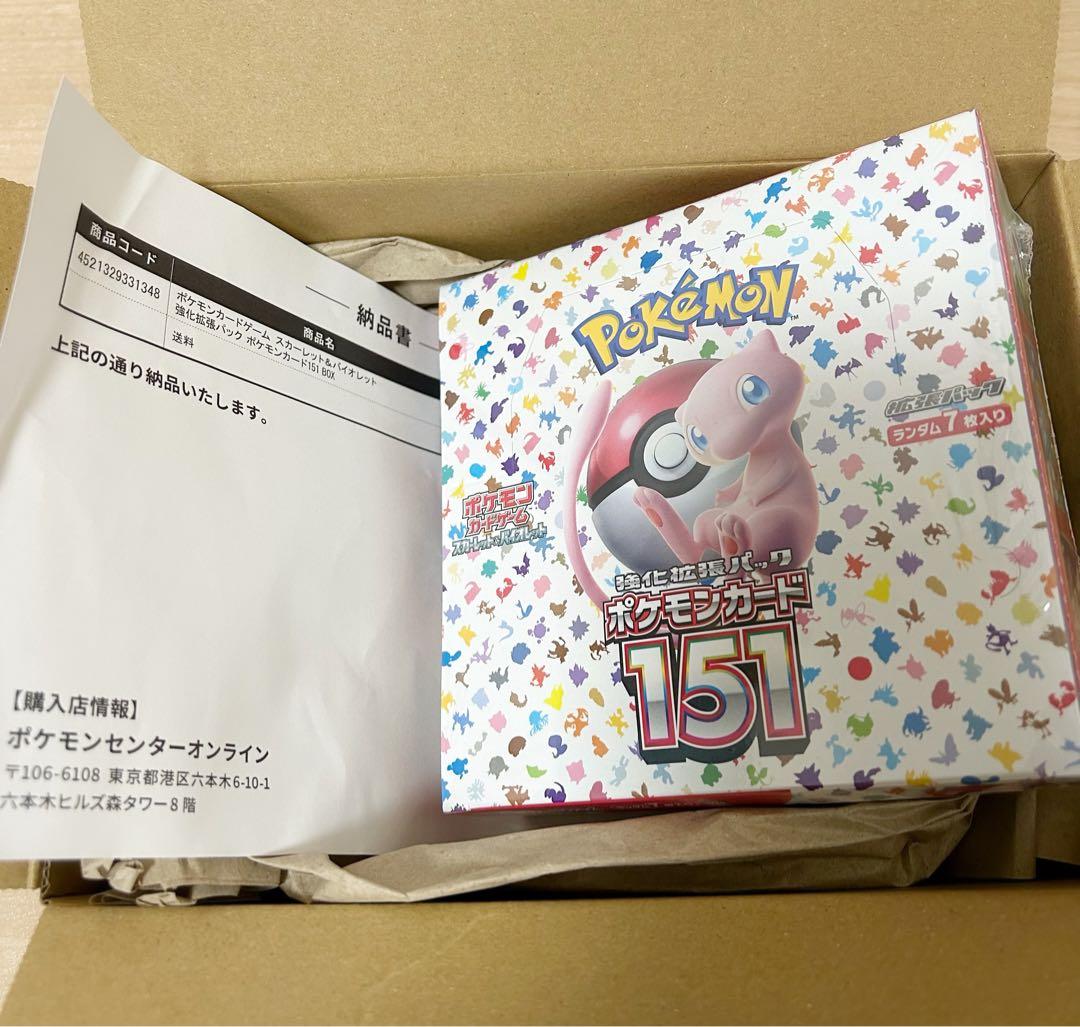 納品書
商品コード
商品名
4521329331348
ポケモンカードゲーム スカーレット&バイオレット
強化拡張パック ポケモンカード151 BOX
送料
上記の通り納品いたします。
【購入店情報】
ポケモンセンターオンライン
〒106-6108 東京都港区六本木6-10-1
六本木ヒルズ森タワー8階
POKéMON
TM
拡張パック
ランダム7枚入り
ポケモン
カードゲーム
スカーレット&バイオレット
強化拡張パック
ポケモンカード
151